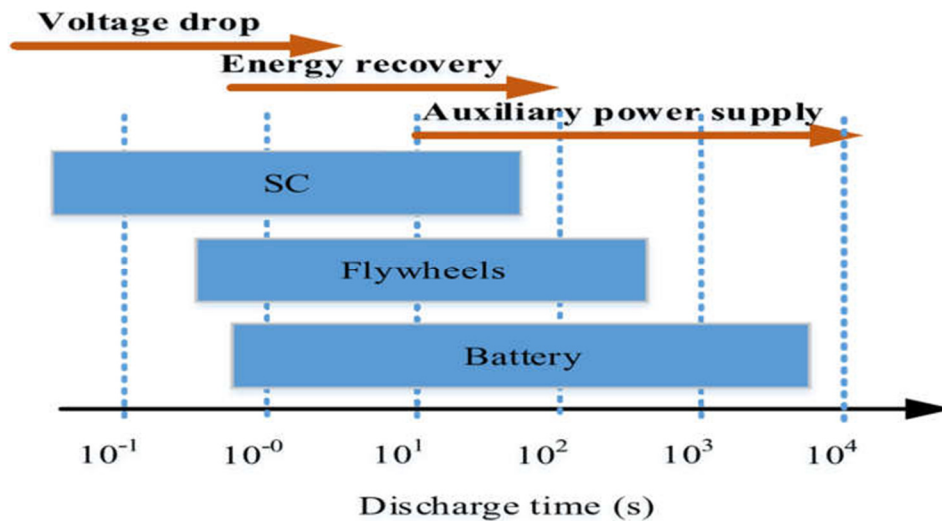 Voltage drop
Energy recovery
Auxiliary power supply
SC
Flywheels
Battery
10⁻¹ 10⁻⁰ 10¹ 10² 10³ 10⁴
Discharge time (s)